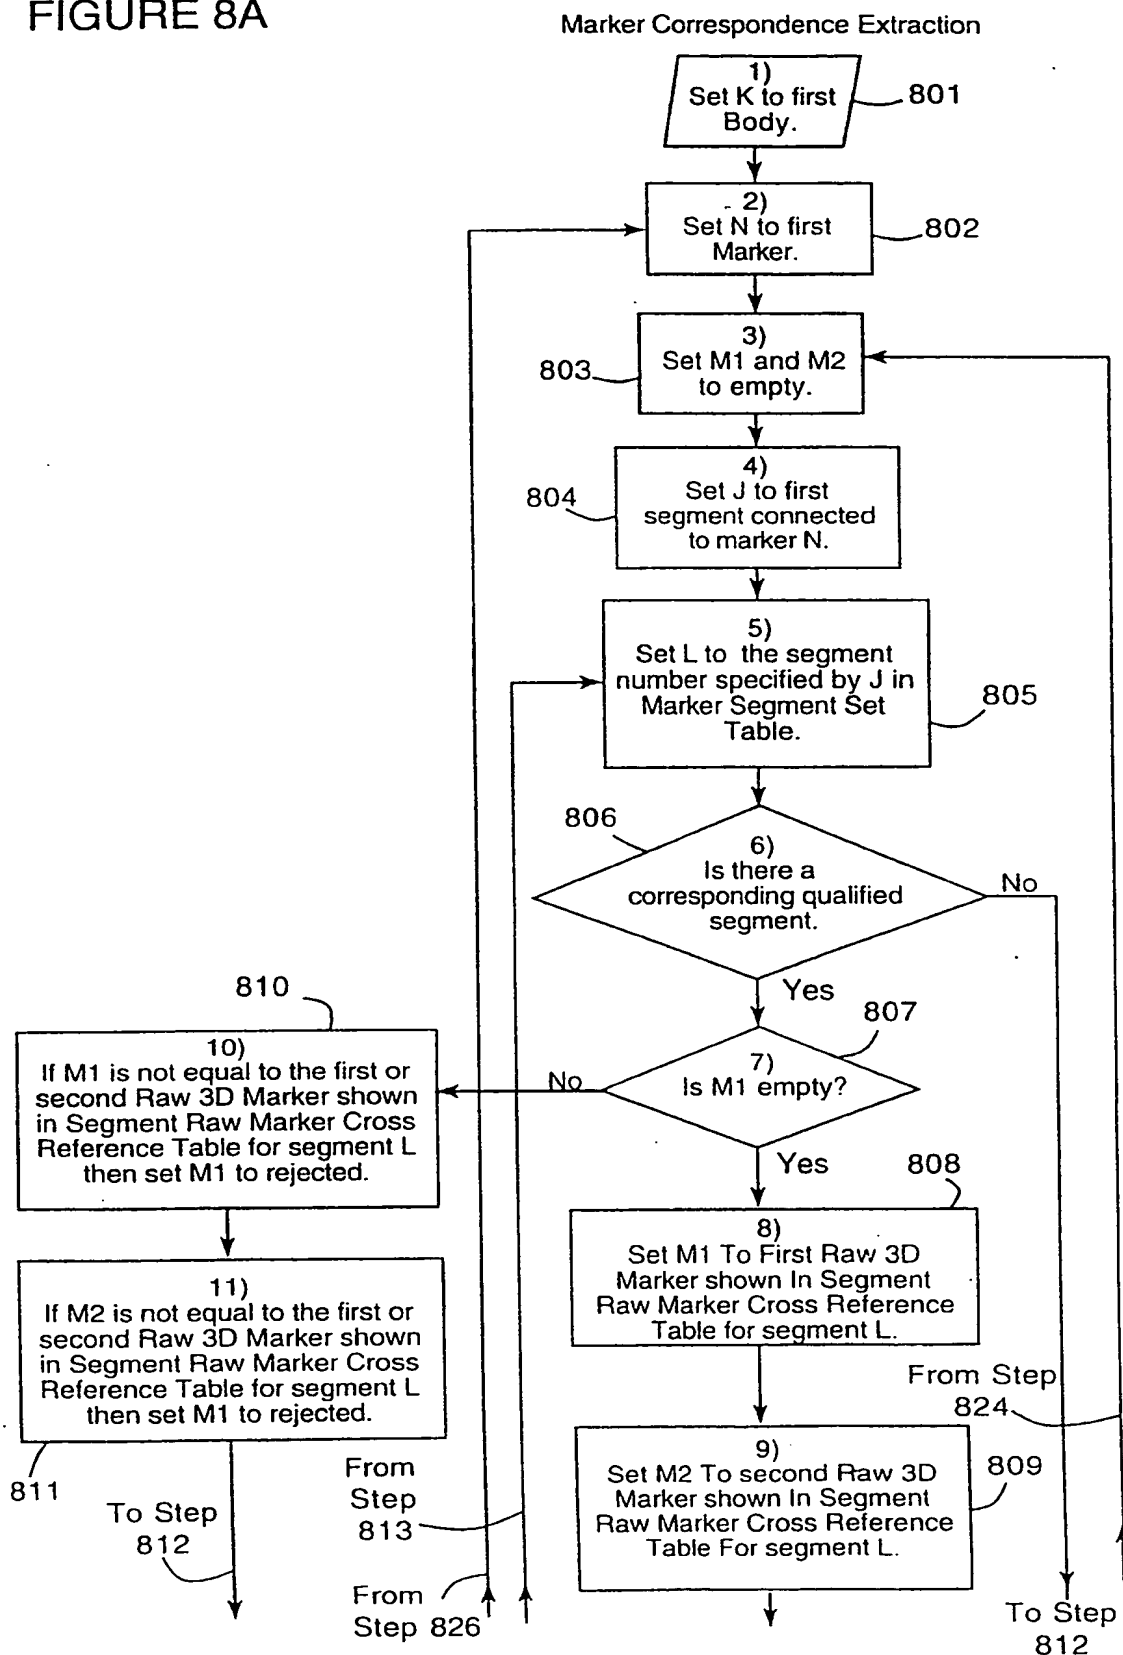 FIGURE 8A
Marker Correspondence Extraction
1)
Set K to first
Body.
801
2)
Set N to first
Marker.
802
3)
Set M1 and M2
to empty.
803
4)
Set J to first
segment connected
to marker N.
804
5)
Set L to the segment
number specified by J in
Marker Segment Set
Table.
805
806
6)
Is there a
corresponding qualified
segment.
No
Yes
807
7)
Is M1 empty?
No
Yes
810
10)
If M1 is not equal to the first or
second Raw 3D Marker shown
in Segment Raw Marker Cross
Reference Table for segment L
then set M1 to rejected.
808
8)
Set M1 To First Raw 3D
Marker shown In Segment
Raw Marker Cross Reference
Table for segment L.
11)
If M2 is not equal to the first or
second Raw 3D Marker shown
in Segment Raw Marker Cross
Reference Table for segment L
then set M1 to rejected.
811
To Step
812
From
Step
813
From
Step 826
From Step
824
9)
Set M2 To second Raw 3D
Marker shown In Segment
Raw Marker Cross Reference
Table For segment L.
809
To Step
812